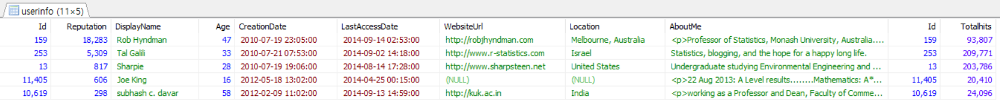 userinfo (11×5)
Id Reputation DisplayName Age CreationDate LastAccessDate WebsiteUrl Location AboutMe Id Totalhits
159 18,283 Rob Hyndman 47 2010-07-19 23:05:00 2014-09-14 02:53:00 http://robjhyndman.com Melbourne, Australia <p>Professor of Statistics, Monash University, Australia.... 159 93,807
253 5,309 Tal Galili 33 2010-07-21 07:53:00 2014-09-02 14:18:00 http://www.r-statistics.com Israel Statistics, blogging, and the hope for a happy long life. 253 209,771
13 817 Sharpie 28 2010-07-19 19:06:00 2014-08-14 17:28:00 http://www.sharpsteen.net United States Undergraduate studying Environmental Engineering and ... 13 203,786
11,405 606 Joe King 16 2012-05-18 13:02:00 2014-04-25 00:15:00 (NULL) (NULL) <p>22 Aug 2013: A Level results........Mathematics: A*... 11,405 20,410
10,619 298 subhash c. davar 58 2012-02-09 11:02:00 2014-09-13 14:59:00 http://kuk.ac.in India <p>working as a Professor and Dean, Faculty of Comme... 10,619 24,096